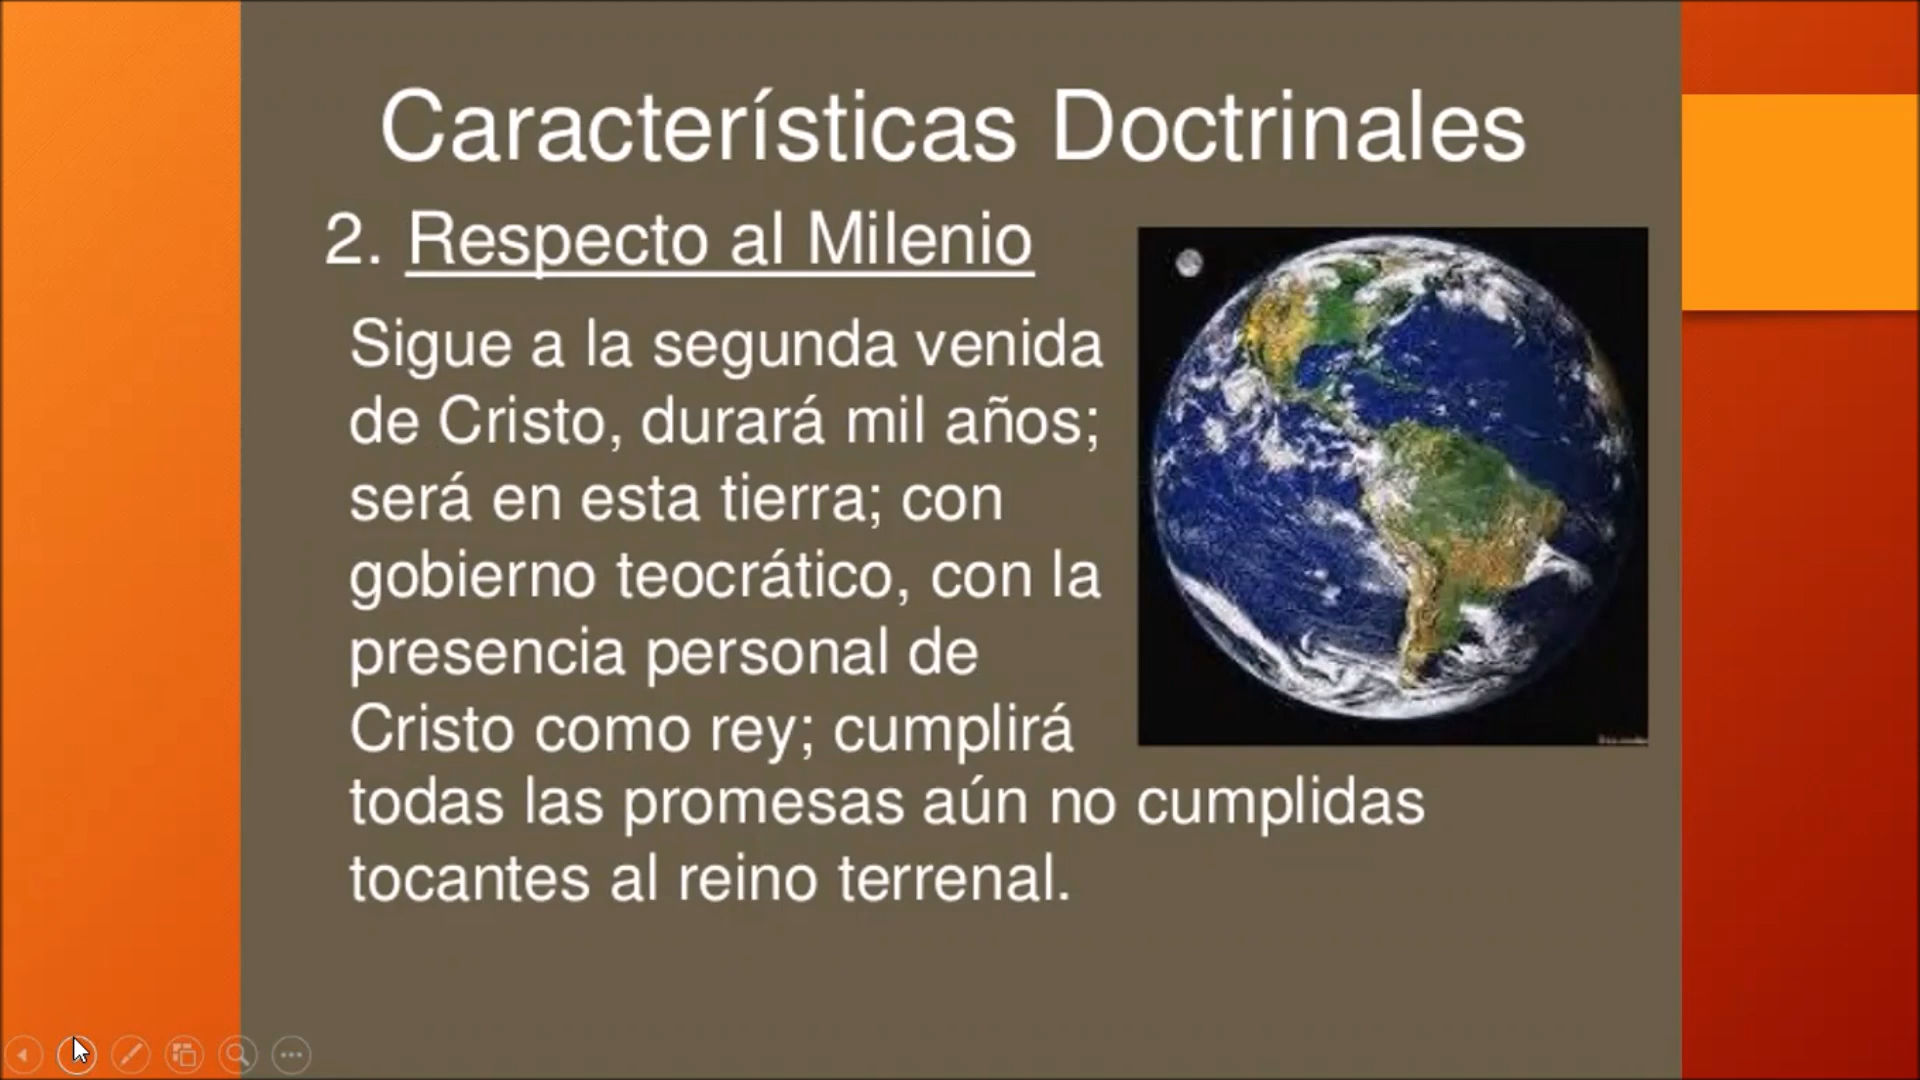 Características Doctrinales
2. Respecto al Milenio
Sigue a la segunda venida
de Cristo, durará mil años;
será en esta tierra; con
gobierno teocrático, con la
presencia personal de
Cristo como rey; cumplirá
todas las promesas aún no cumplidas
tocantes al reino terrenal.